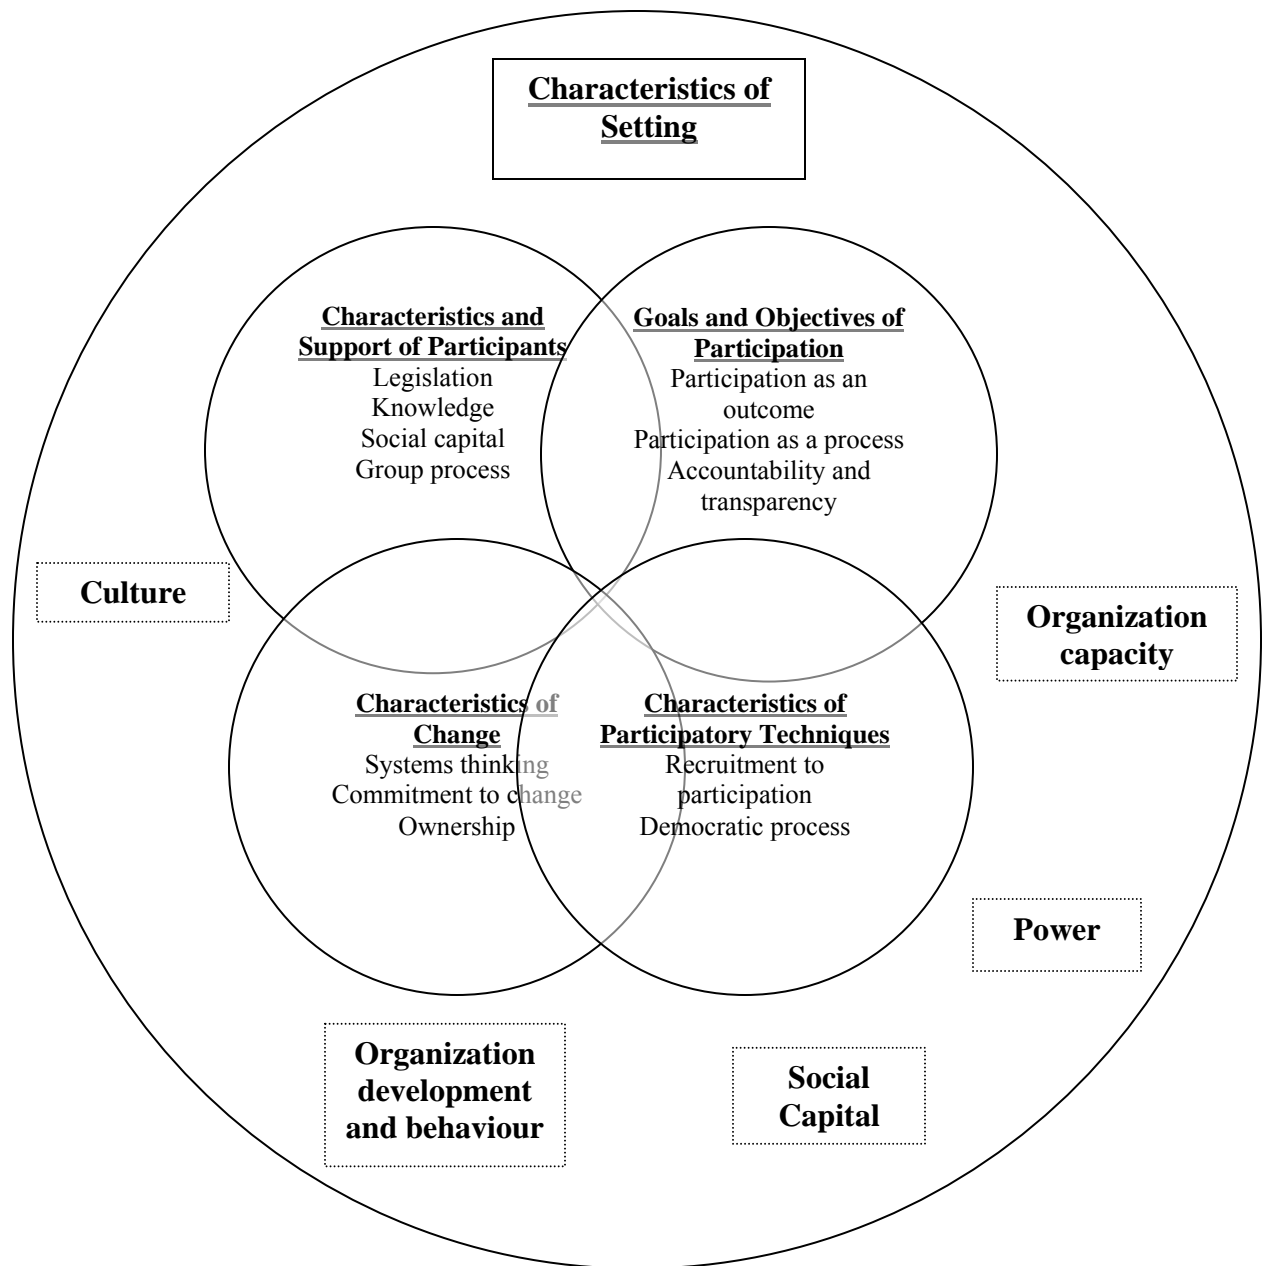 Characteristics of
Setting
Characteristics and
Support of Participants
Legislation
Knowledge
Social capital
Group process
Goals and Objectives of
Participation
Participation as an
outcome
Participation as a process
Accountability and
transparency
Culture
Organization
capacity
Characteristics of
Change
Systems thinking
Commitment to change
Ownership
Characteristics of
Participatory Techniques
Recruitment to
participation
Democratic process
Power
Organization
development
and behaviour
Social
Capital